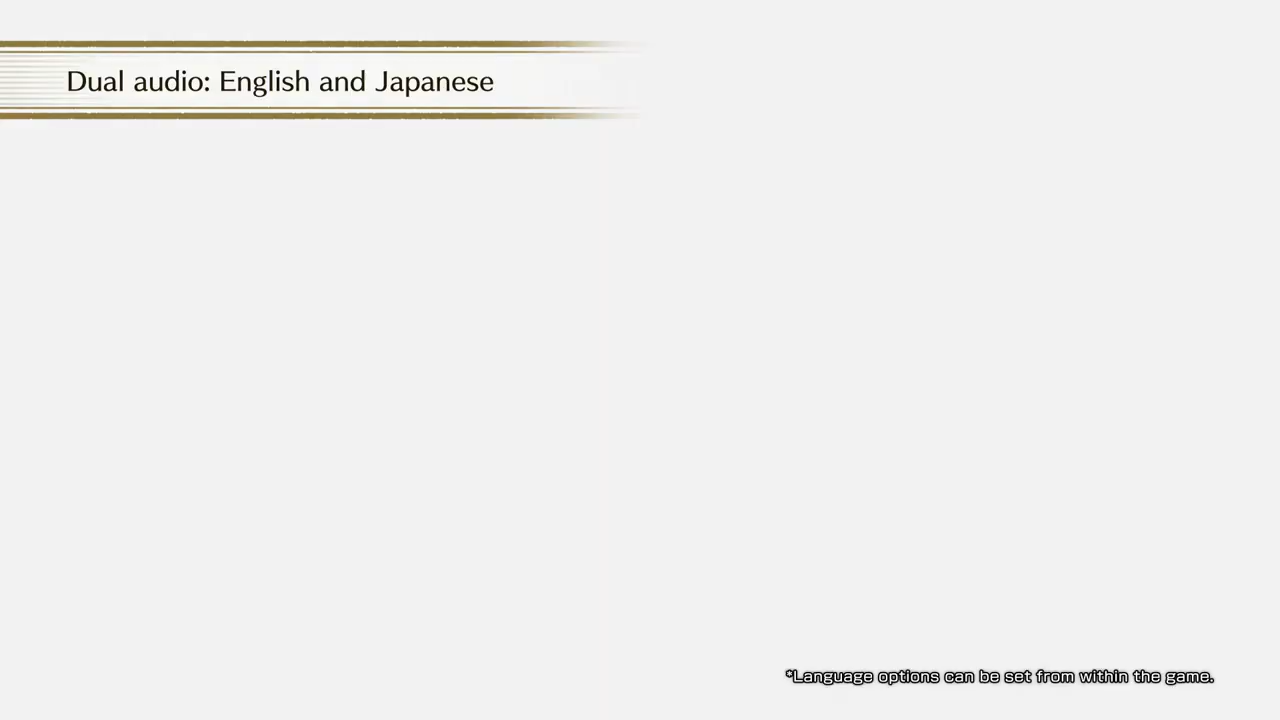 Dual audio: English and Japanese
*Language options can be set from within the game.